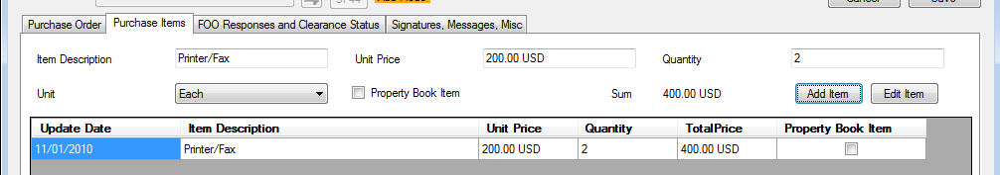 Purchase Order Purchase Items FOO Responses and Clearance Status Signatures, Messages, Misc
Item Description Printer/Fax Unit Price 200.00 USD Quantity 2
Unit Each Property Book Item Sum 400.00 USD Add Item Edit Item
Update Date Item Description Unit Price Quantity TotalPrice Property Book Item
11/01/2010 Printer/Fax 200.00 USD 2 400.00 USD